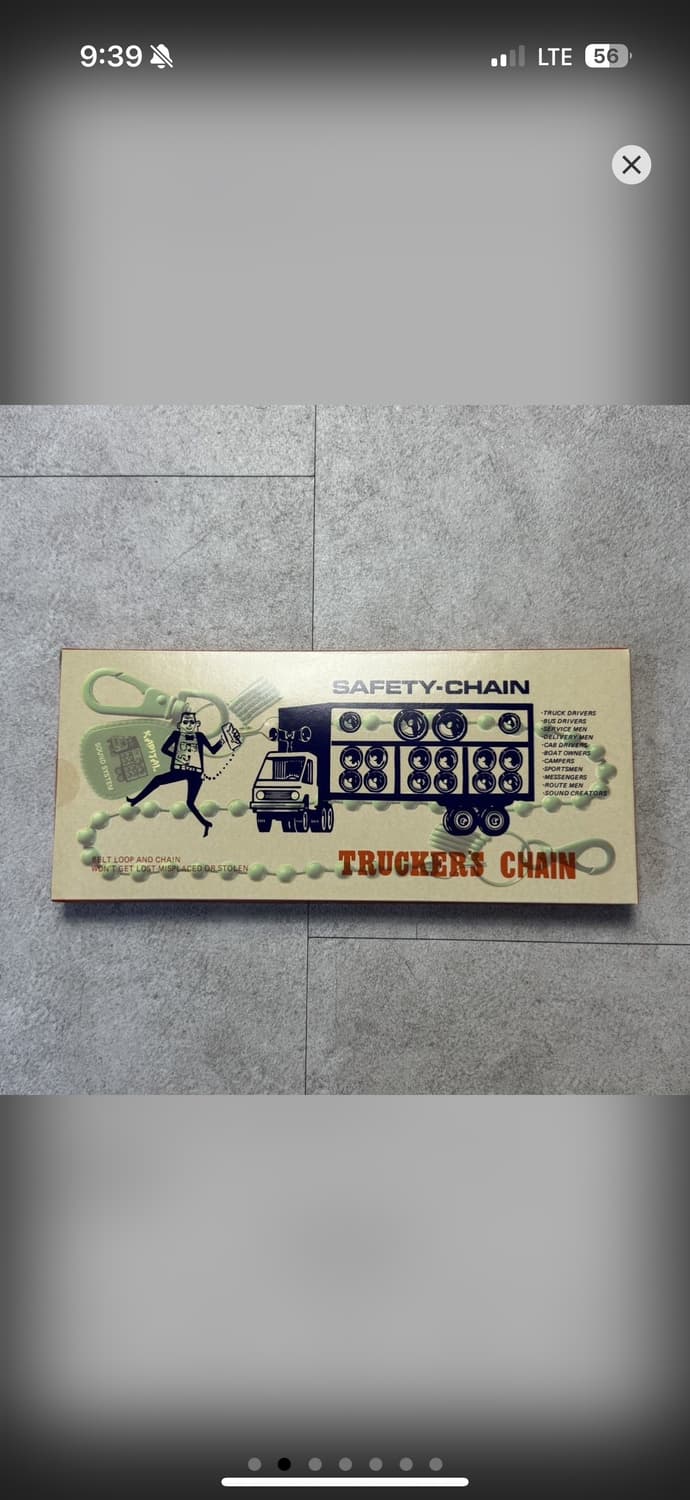 9:39
LTE
56
SAFETY-CHAIN
·TRUCK DRIVERS
·BUS DRIVERS
·SERVICE MEN
·DELIVERY MEN
·CAB DRIVERS
·BOAT OWNERS
·CAMPERS
·SPORTSMEN
·MESSENGERS
·ROUTE MEN
·SOUND CREATORS
KAPITAL
SOUND SYSTEM
BELT LOOP AND CHAIN
WON'T GET LOST,MISPLACED OR STOLEN
TRUCKERS CHAIN